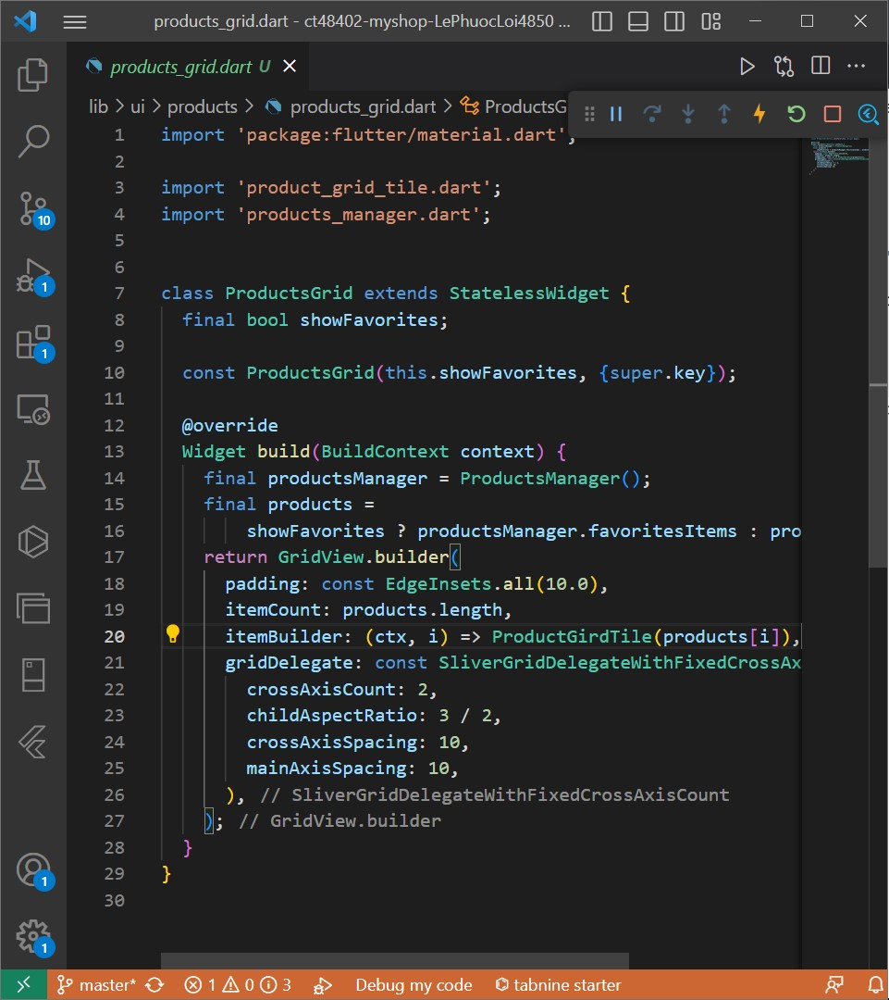 products_grid.dart - ct48402-myshop-LePhuocLoi4850 ...
products_grid.dart U
lib > ui > products > products_grid.dart > ProductsG
1 import 'package:flutter/material.dart';
2
3 import 'product_grid_tile.dart';
4 import 'products_manager.dart';
5
6
7 class ProductsGrid extends StatelessWidget {
8 final bool showFavorites;
9
10 const ProductsGrid(this.showFavorites, {super.key});
11
12 @override
13 Widget build(BuildContext context) {
14 final productsManager = ProductsManager();
15 final products =
16 showFavorites ? productsManager.favoritesItems : pro
17 return GridView.builder(
18 padding: const EdgeInsets.all(10.0),
19 itemCount: products.length,
20 itemBuilder: (ctx, i) => ProductGirdTile(products[i]),
21 gridDelegate: const SliverGridDelegateWithFixedCrossAx
22 crossAxisCount: 2,
23 childAspectRatio: 3 / 2,
24 crossAxisSpacing: 10,
25 mainAxisSpacing: 10,
26 ), // SliverGridDelegateWithFixedCrossAxisCount
27 ); // GridView.builder
28 }
29 }
30
10
1
1
1
1
master* 1 0 3 Debug my code tabnine starter